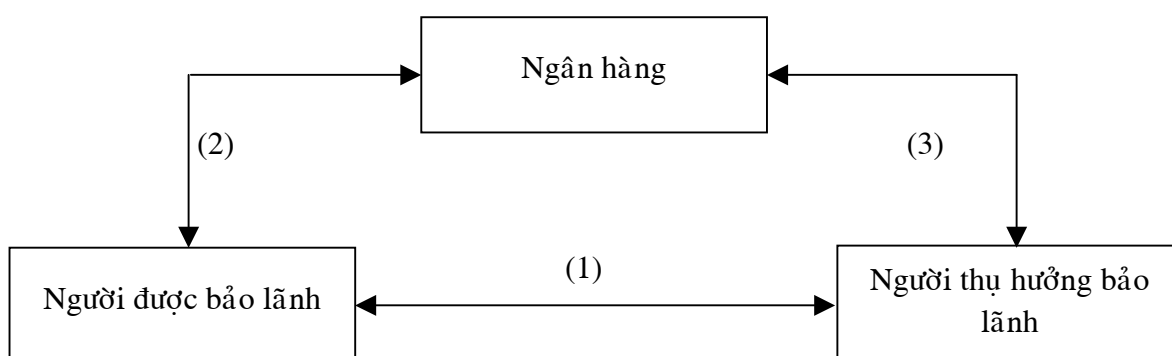 Ngân hàng
(2)
(3)
(1)
Người được bảo lãnh
Người thụ hưởng bảo
lãnh